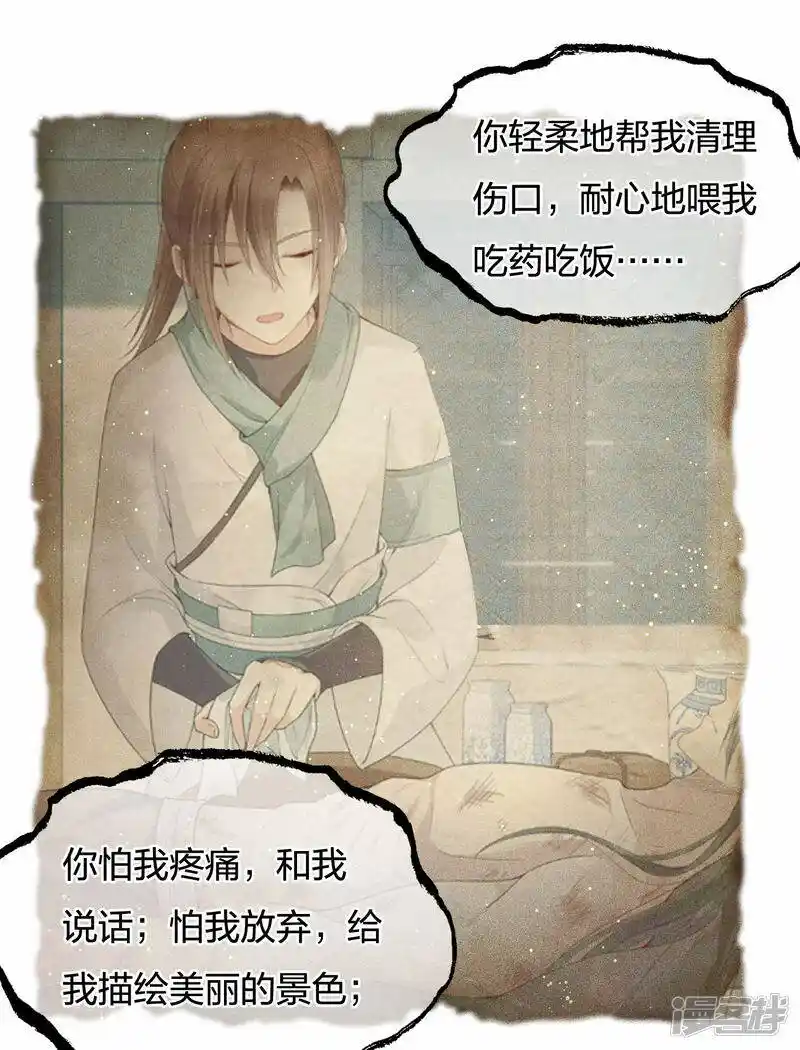 你轻柔地帮我清理
伤口，耐心地喂我
吃药吃饭……
你怕我疼痛，和我
说话；怕我放弃，给
我描绘美丽的景色；
漫客栈